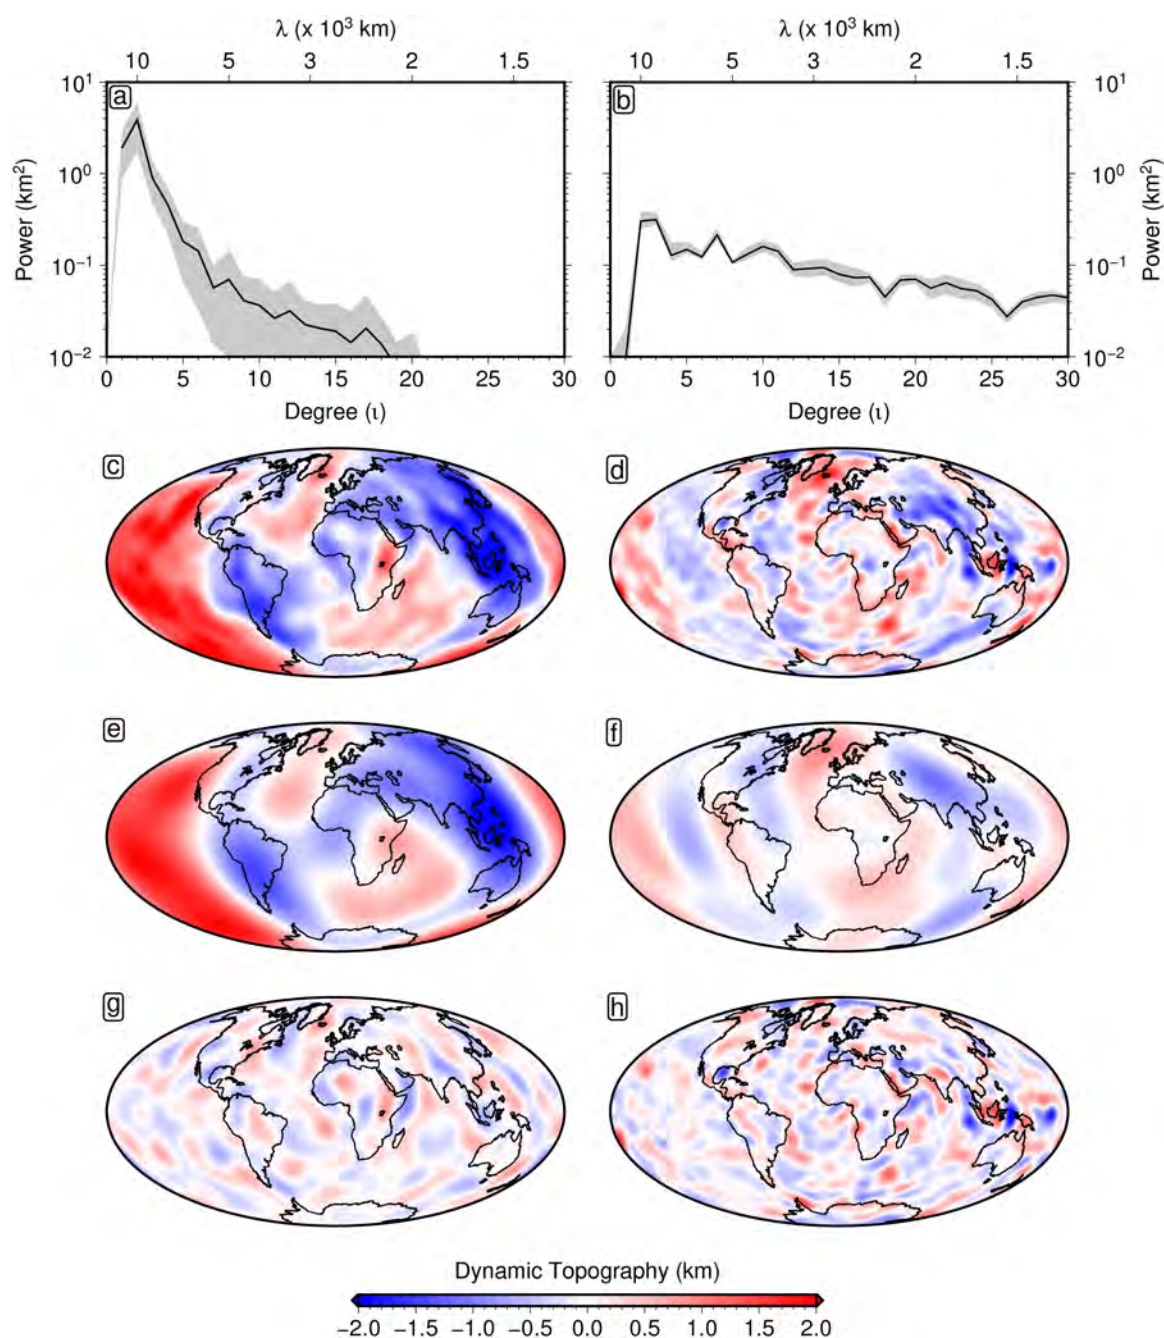 λ (x 10³ km)
10 5 3 2 1.5
λ (x 10³ km)
10 5 3 2 1.5
a
10¹
10⁰
10⁻¹
10⁻²
Power (km²)
0 5 10 15 20 25 30
Degree (ι)
b
10¹
10⁰
10⁻¹
10⁻²
Power (km²)
0 5 10 15 20 25 30
Degree (ι)
c
d
e
f
g
h
Dynamic Topography (km)
−2.0 −1.5 −1.0 −0.5 0.0 0.5 1.0 1.5 2.0